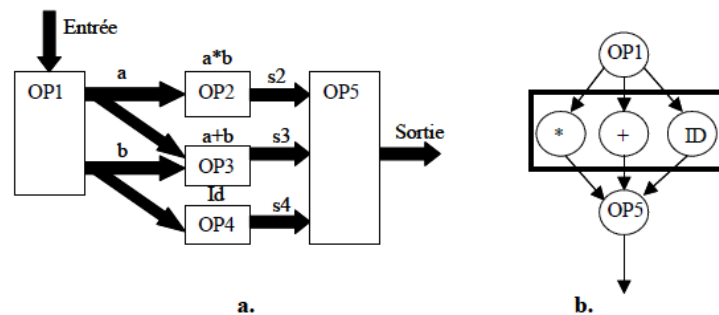 Entrée
OP1
a
b
a*b
OP2
a+b
OP3
Id
OP4
s2
s3
s4
OP5
Sortie
a.
OP1
* + ID
OP5
b.